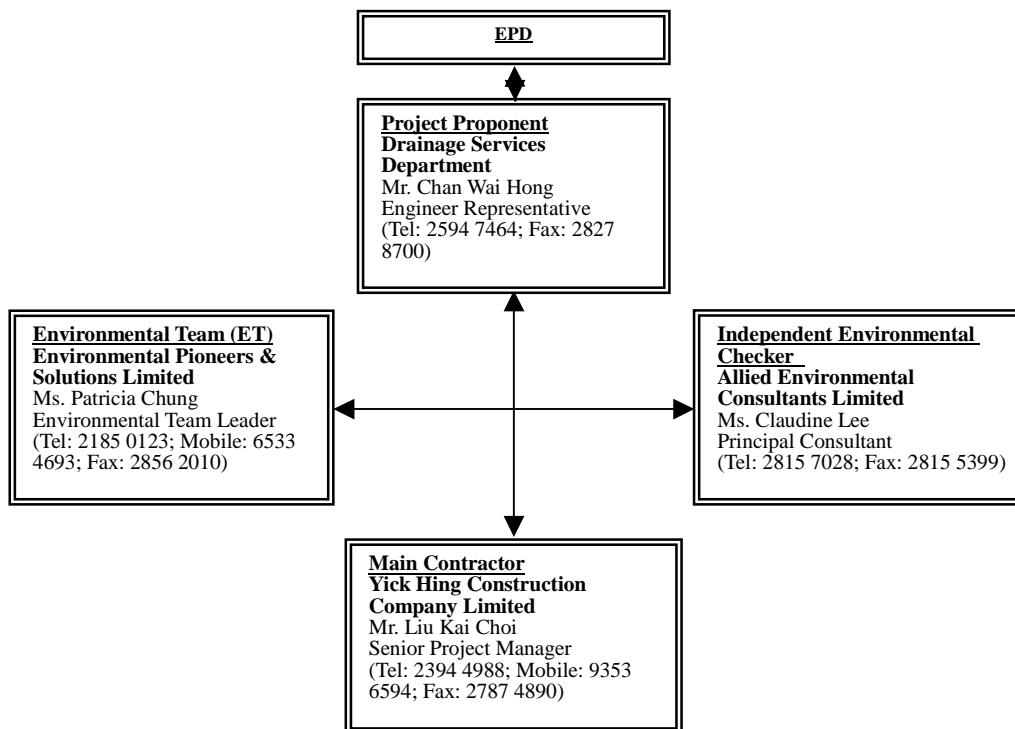 EPD
Project Proponent
Drainage Services
Department
Mr. Chan Wai Hong
Engineer Representative
(Tel: 2594 7464; Fax: 2827
8700)
Environmental Team (ET)
Environmental Pioneers &
Solutions Limited
Ms. Patricia Chung
Environmental Team Leader
(Tel: 2185 0123; Mobile: 6533
4693; Fax: 2856 2010)
Independent Environmental
Checker
Allied Environmental
Consultants Limited
Ms. Claudine Lee
Principal Consultant
(Tel: 2815 7028; Fax: 2815 5399)
Main Contractor
Yick Hing Construction
Company Limited
Mr. Liu Kai Choi
Senior Project Manager
(Tel: 2394 4988; Mobile: 9353
6594; Fax: 2787 4890)